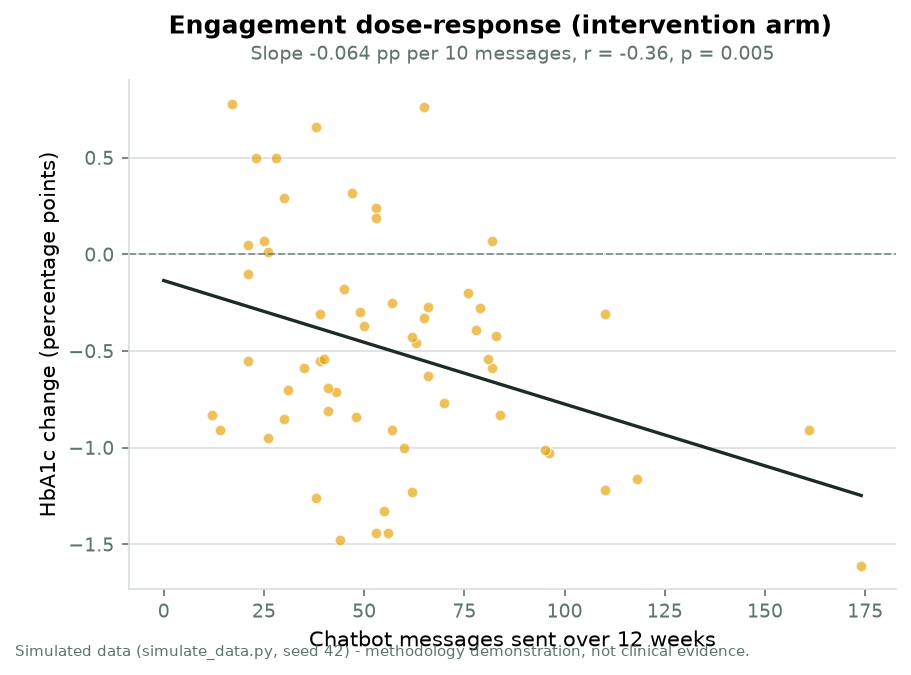 Engagement dose-response (intervention arm)
Slope -0.064 pp per 10 messages, r = -0.36, p = 0.005
HbA1c change (percentage points)
0.5
0.0
−0.5
−1.0
−1.5
0 25 50 75 100 125 150 175
Chatbot messages sent over 12 weeks
Simulated data (simulate_data.py, seed 42) - methodology demonstration, not clinical evidence.